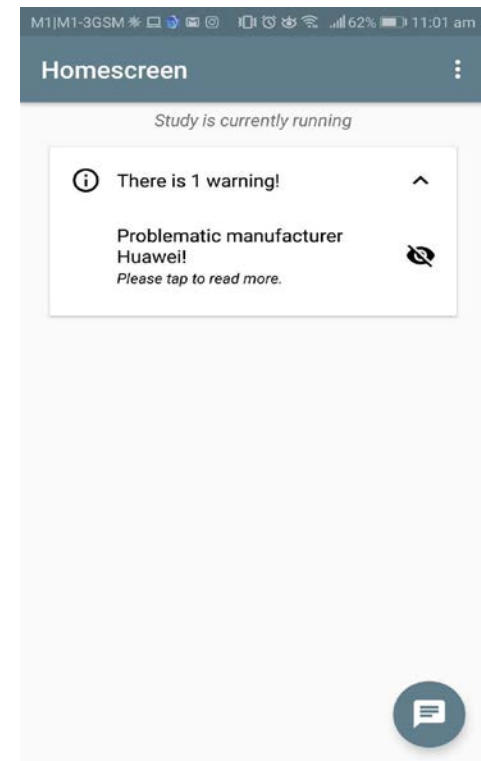 M1|M1-3GSM 62% 11:01 am
Homescreen
Study is currently running
There is 1 warning!
Problematic manufacturer
Huawei!
Please tap to read more.